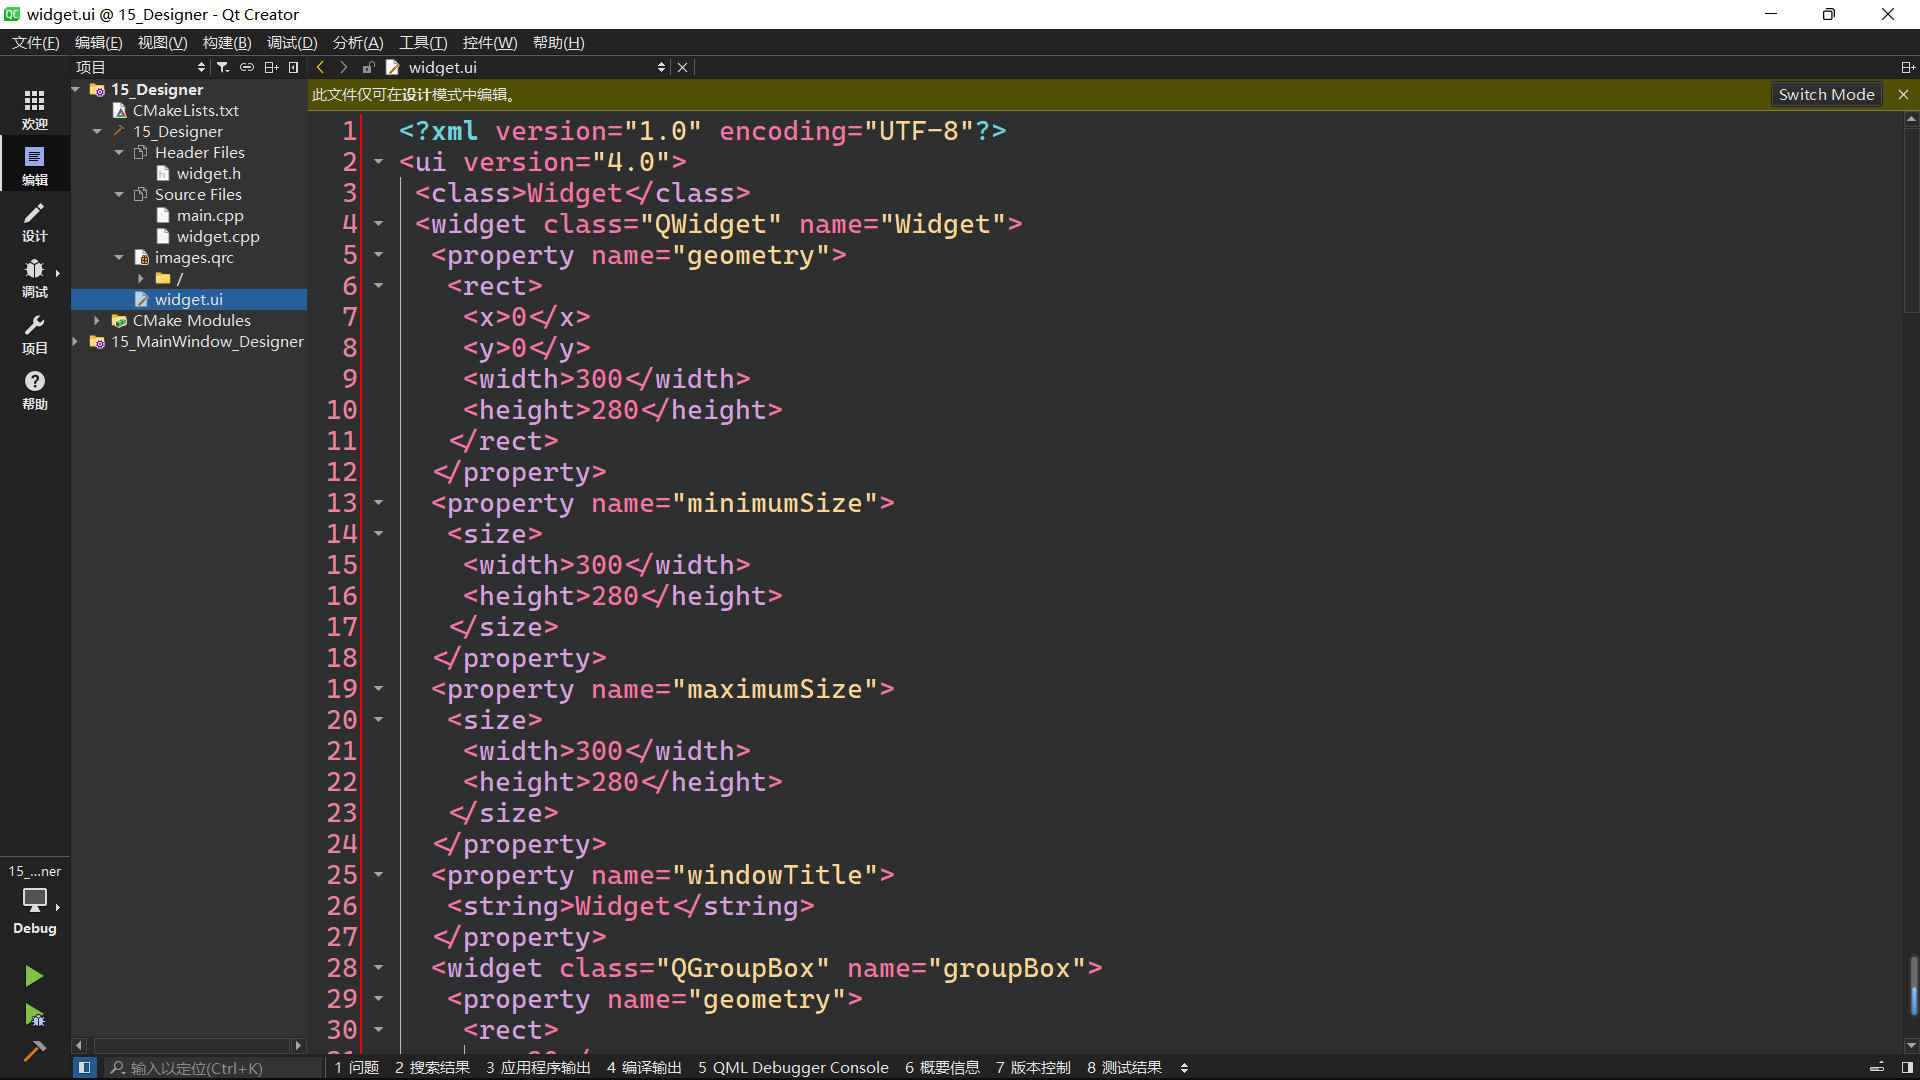 widget.ui @ 15_Designer - Qt Creator
文件(F) 编辑(E) 视图(V) 构建(B) 调试(D) 分析(A) 工具(T) 控件(W) 帮助(H)
项目
widget.ui
欢迎
编辑
设计
调试
项目
帮助
15_Designer
CMakeLists.txt
15_Designer
Header Files
widget.h
Source Files
main.cpp
widget.cpp
images.qrc
/
widget.ui
CMake Modules
15_MainWindow_Designer
此文件仅可在设计模式中编辑。 Switch Mode
1 <?xml version="1.0" encoding="UTF-8"?>
2 <ui version="4.0">
3 <class>Widget</class>
4 <widget class="QWidget" name="Widget">
5 <property name="geometry">
6 <rect>
7 <x>0</x>
8 <y>0</y>
9 <width>300</width>
10 <height>280</height>
11 </rect>
12 </property>
13 <property name="minimumSize">
14 <size>
15 <width>300</width>
16 <height>280</height>
17 </size>
18 </property>
19 <property name="maximumSize">
20 <size>
21 <width>300</width>
22 <height>280</height>
23 </size>
24 </property>
25 <property name="windowTitle">
26 <string>Widget</string>
27 </property>
28 <widget class="QGroupBox" name="groupBox">
29 <property name="geometry">
30 <rect>
15_...ner
Debug
输入以定位(Ctrl+K)
1 问题 2 搜索结果 3 应用程序输出 4 编译输出 5 QML Debugger Console 6 概要信息 7 版本控制 8 测试结果